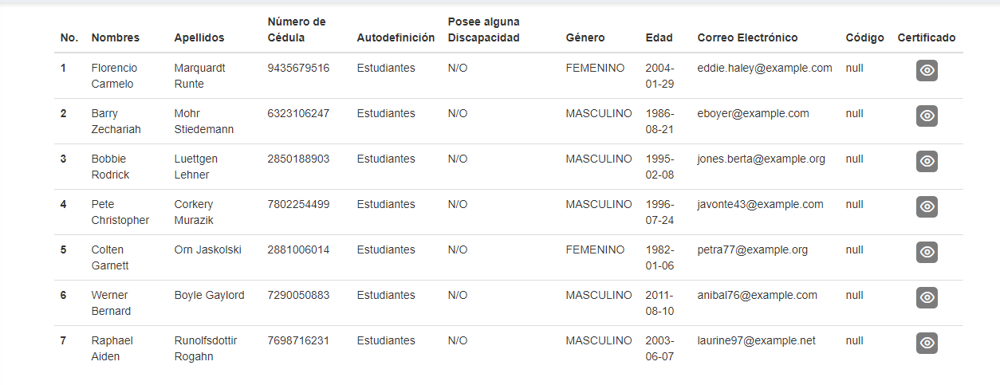 No. Nombres Apellidos Número de Cédula Autodefinición Posee alguna Discapacidad Género Edad Correo Electrónico Código Certificado
1 Florencio Carmelo Marquardt Runte 9435679516 Estudiantes N/O FEMENINO 2004-01-29 eddie.haley@example.com null
2 Barry Zechariah Mohr Stiedemann 6323106247 Estudiantes N/O MASCULINO 1986-08-21 eboyer@example.com null
3 Bobbie Rodrick Luettgen Lehner 2850188903 Estudiantes N/O MASCULINO 1995-02-08 jones.berta@example.org null
4 Pete Christopher Corkery Murazik 7802254499 Estudiantes N/O MASCULINO 1996-07-24 javonte43@example.com null
5 Colten Garnett Orn Jaskolski 2881006014 Estudiantes N/O FEMENINO 1982-01-06 petra77@example.org null
6 Werner Bernard Boyle Gaylord 7290050883 Estudiantes N/O MASCULINO 2011-08-10 anibal76@example.com null
7 Raphael Aiden Runolfsdottir Rogahn 7698716231 Estudiantes N/O MASCULINO 2003-06-07 laurine97@example.net null